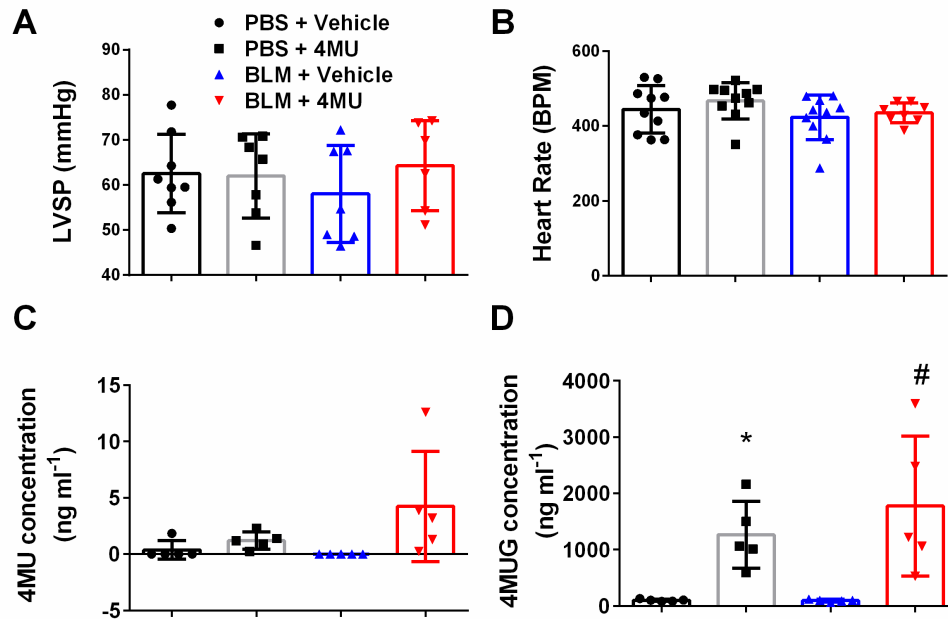 A
PBS + Vehicle
PBS + 4MU
BLM + Vehicle
BLM + 4MU
LVSP (mmHg)
90
80
70
60
50
40
B
Heart Rate (BPM)
600
400
200
0
C
4MU concentration
(ng ml-1)
15
10
5
0
-5
D
4MUG concentration
(ng ml-1)
4000
3000
2000
1000
0
*
#